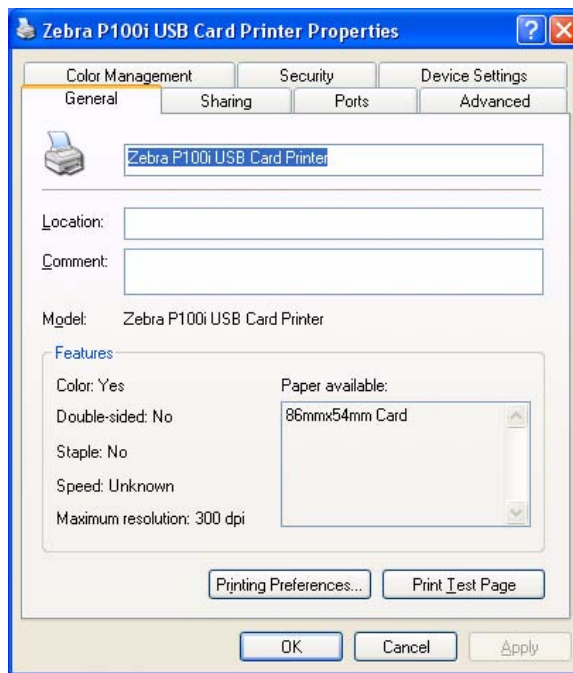 Zebra P100i USB Card Printer Properties
Color Management Security Device Settings
General Sharing Ports Advanced
Zebra P100i USB Card Printer
Location:
Comment:
Model: Zebra P100i USB Card Printer
Features
Color: Yes Paper available:
Double-sided: No 86mmx54mm Card
Staple: No
Speed: Unknown
Maximum resolution: 300 dpi
Printing Preferences... Print Test Page
OK Cancel Apply